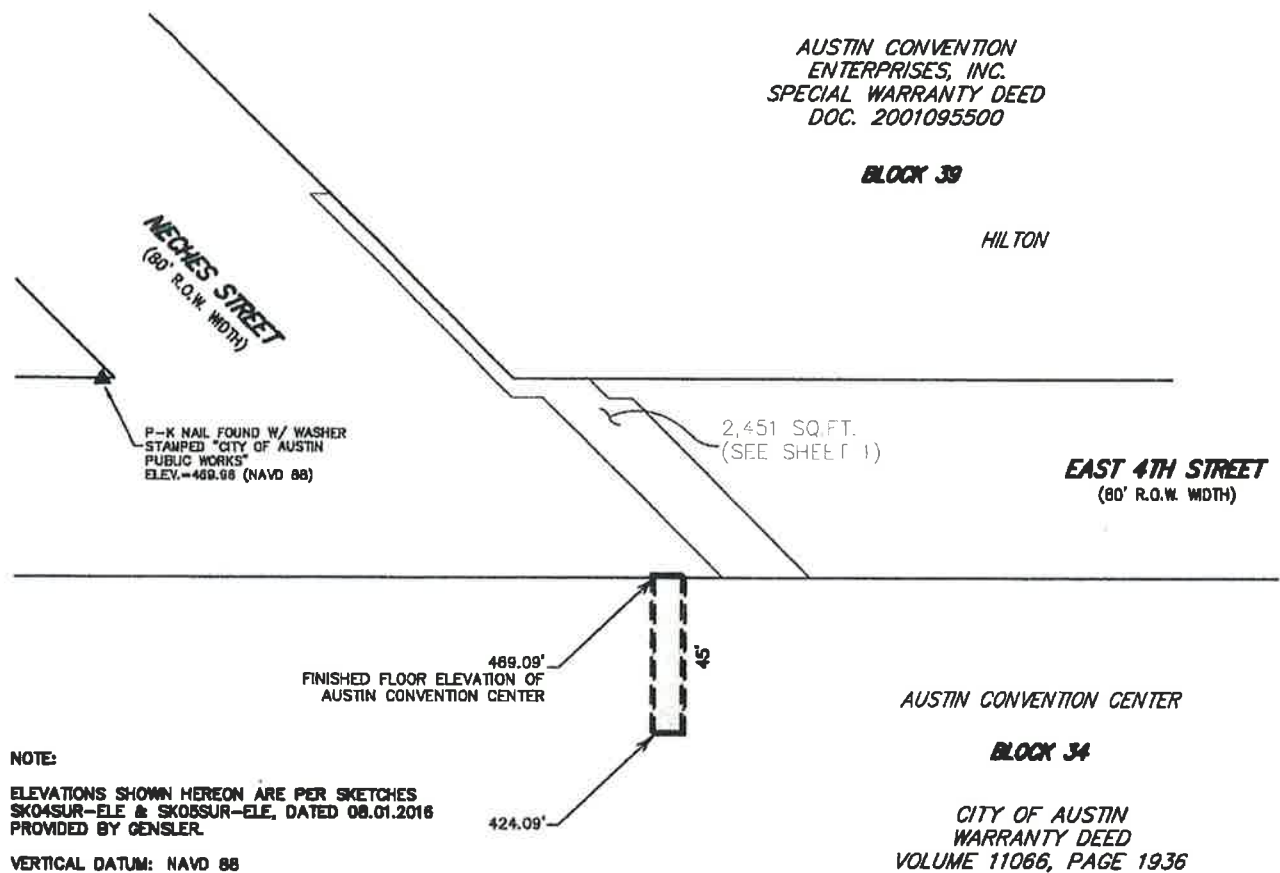 AUSTIN CONVENTION
ENTERPRISES, INC.
SPECIAL WARRANTY DEED
DOC. 2001095500
BLOCK 39
HILTON
NECHES STREET
(80' R.O.W. WIDTH)
P-K NAIL FOUND W/ WASHER
STAMPED "CITY OF AUSTIN
PUBLIC WORKS"
ELEV.=469.96 (NAVD 88)
2,451 SQ.FT.
(SEE SHEET 1)
EAST 4TH STREET
(80' R.O.W. WIDTH)
469.09'
FINISHED FLOOR ELEVATION OF
AUSTIN CONVENTION CENTER
45'
AUSTIN CONVENTION CENTER
BLOCK 34
NOTE:
ELEVATIONS SHOWN HEREON ARE PER SKETCHES
SK04SUR-ELE & SK05SUR-ELE, DATED 08.01.2016
PROVIDED BY GENSLER.
424.09'
CITY OF AUSTIN
WARRANTY DEED
VOLUME 11066, PAGE 1936
VERTICAL DATUM: NAVD 88